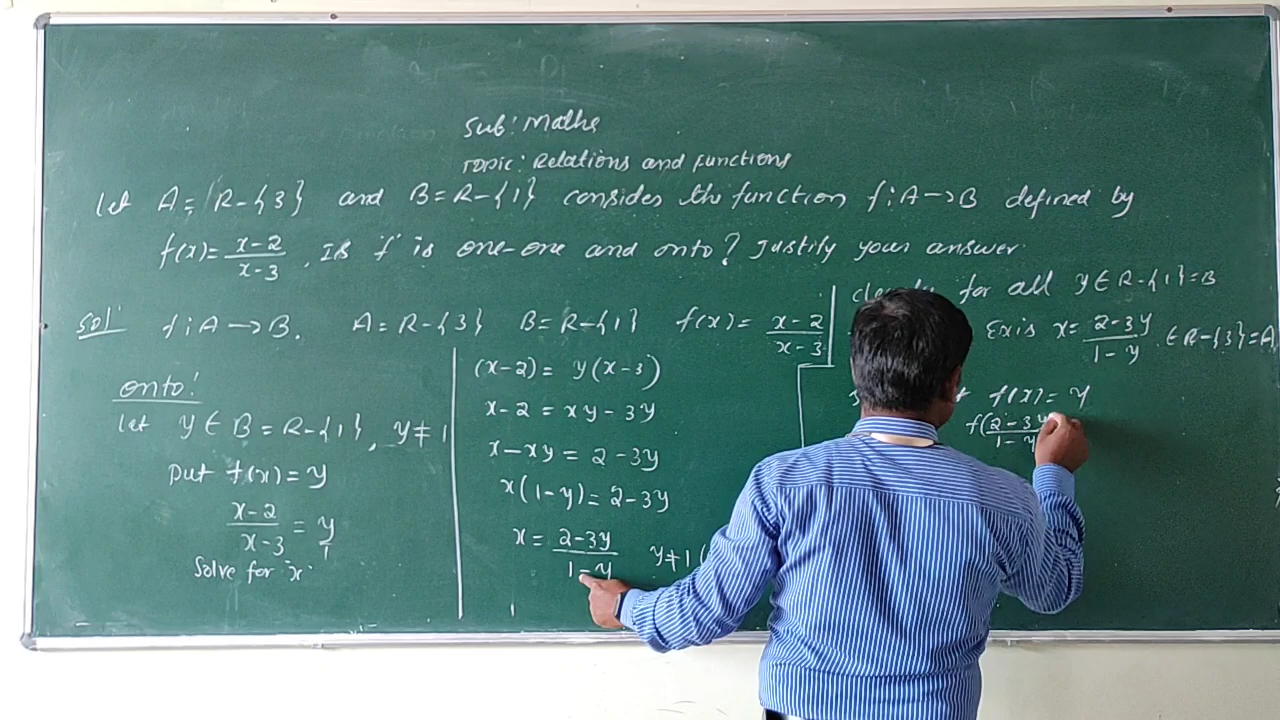 Sub: Maths
Topic: Relations and Functions
Let A = R-{3} and B = R-{1} consider the function f: A→B defined by
f(x) = (x-2)/(x-3). Is f is one-one and onto? Justify your answer.
Sol f: A→B. A = R-{3} B = R-{1} f(x) = (x-2)/(x-3)
onto:
Let y ∈ B = R-{1}, y ≠ 1
Put f(x) = y
(x-2)/(x-3) = y/1
Solve for 'x'
(x-2) = y(x-3)
x-2 = xy-3y
x-xy = 2-3y
x(1-y) = 2-3y
x = (2-3y)/(1-y) y ≠ 1
for all y ∈ R-{1} = B
Exis x = (2-3y)/(1-y) ∈ R-{3} = A
f(x) = y
f((2-3y)/(1-y